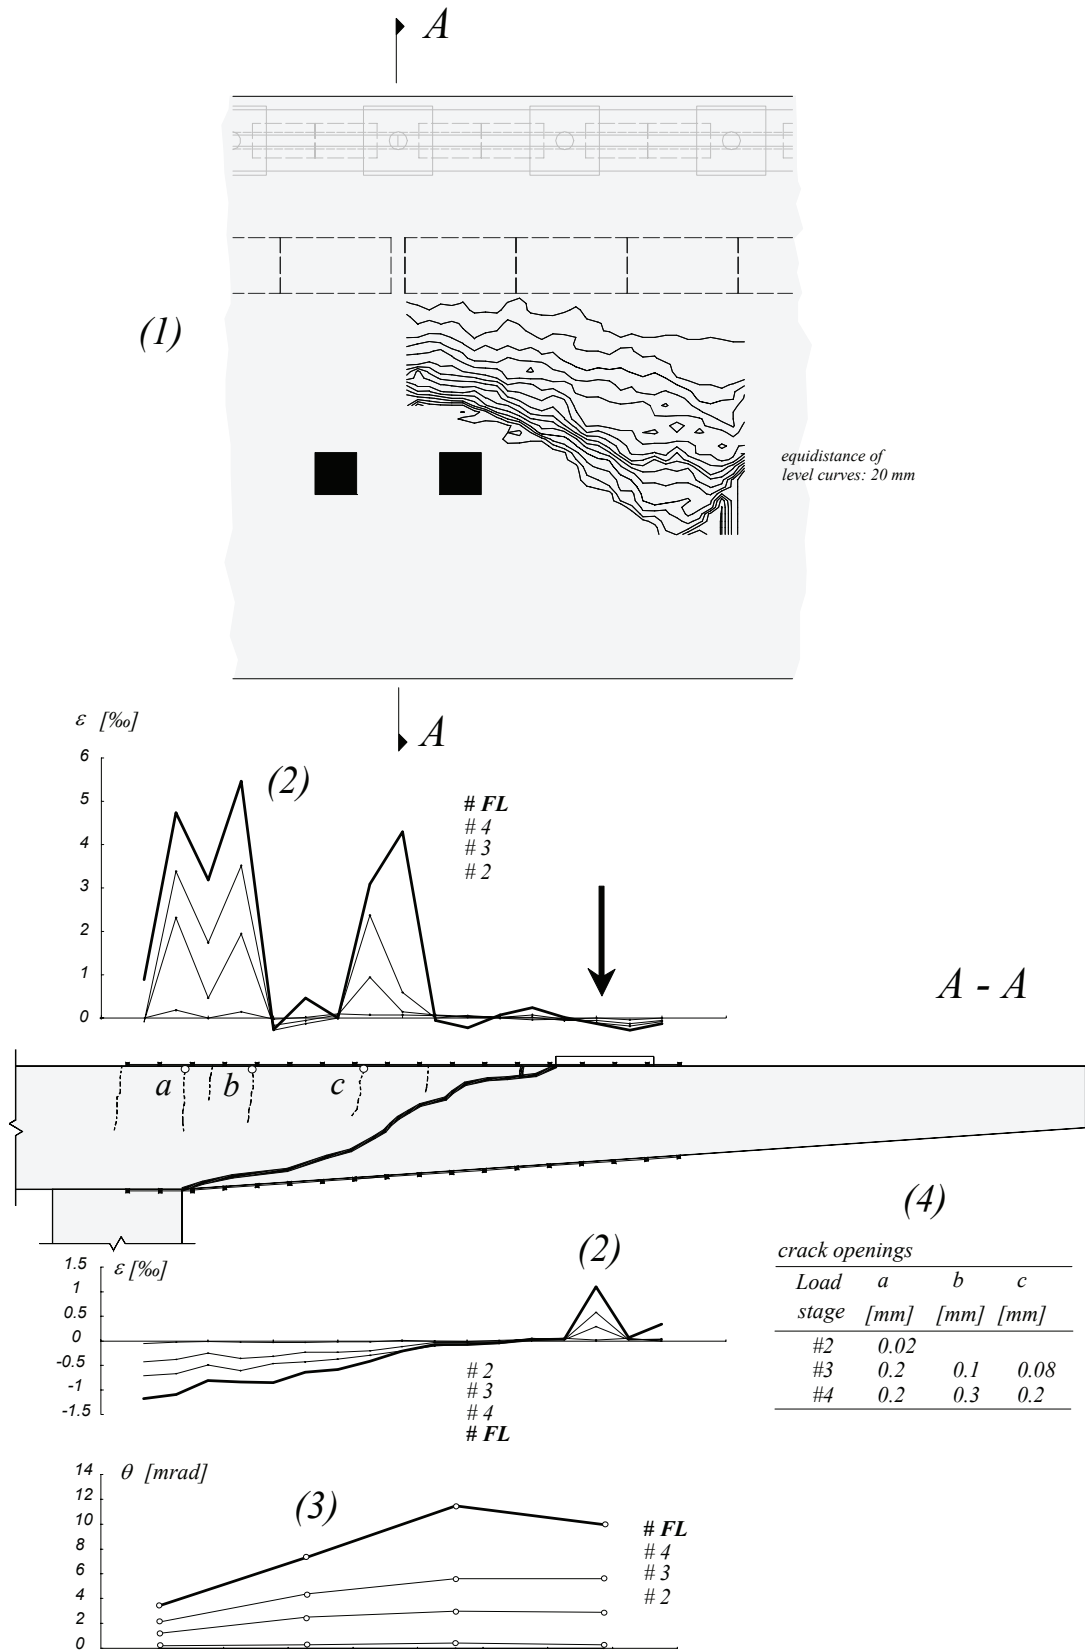 A
(1)
equidistance of
level curves: 20 mm
A
ε [‰]
6
5
4
3
2
1
0
(2)
# FL
# 4
# 3
# 2
A - A
a
b
c
(4)
crack openings
Load stage a [mm] b [mm] c [mm]
#2 0.02
#3 0.2 0.1 0.08
#4 0.2 0.3 0.2
(2)
ε [‰]
1.5
1
0.5
0
-0.5
-1
-1.5
# 2
# 3
# 4
# FL
θ [mrad]
14
12
10
8
6
4
2
0
(3)
# FL
# 4
# 3
# 2